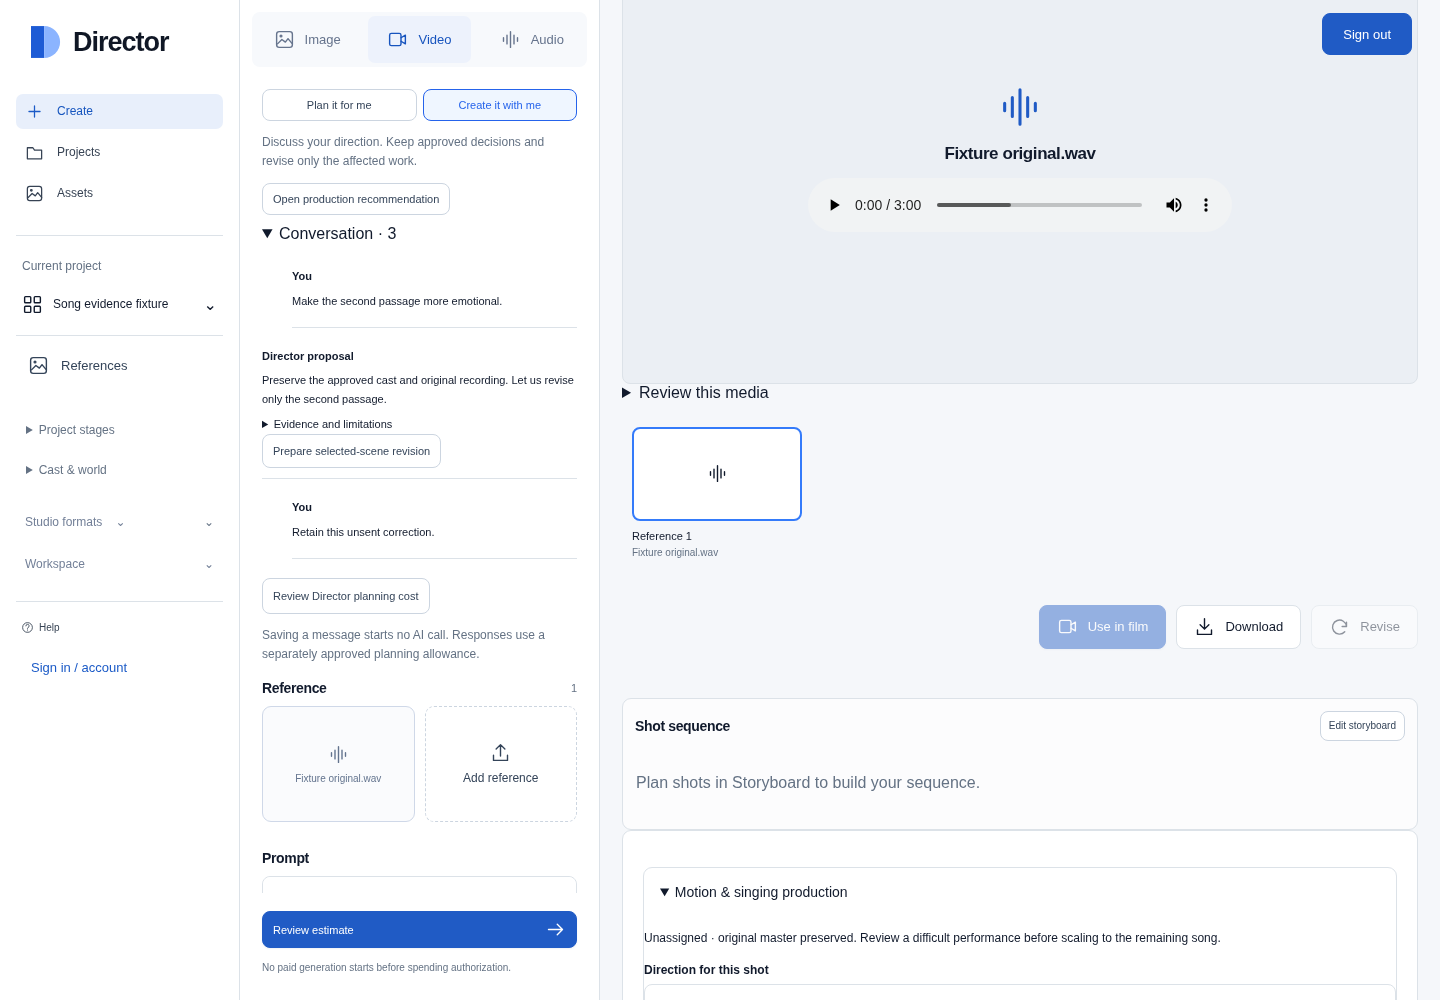 Director
Create
Projects
Assets
Current project
Song evidence fixture
References
Project stages
Cast & world
Studio formats
Workspace
Help
Sign in / account
Image
Video
Audio
Plan it for me
Create it with me
Discuss your direction. Keep approved decisions and
revise only the affected work.
Open production recommendation
Conversation · 3
You
Make the second passage more emotional.
Director proposal
Preserve the approved cast and original recording. Let us revise
only the second passage.
Evidence and limitations
Prepare selected-scene revision
You
Retain this unsent correction.
Review Director planning cost
Saving a message starts no AI call. Responses use a
separately approved planning allowance.
Reference
1
Fixture original.wav
Add reference
Prompt
Review estimate
No paid generation starts before spending authorization.
Sign out
Fixture original.wav
0:00 / 3:00
Review this media
Reference 1
Fixture original.wav
Use in film
Download
Revise
Shot sequence
Edit storyboard
Plan shots in Storyboard to build your sequence.
Motion & singing production
Unassigned · original master preserved. Review a difficult performance before scaling to the remaining song.
Direction for this shot